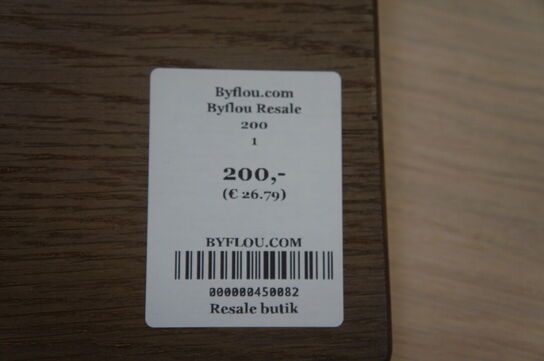 Byflou.com
Byflou Resale
200
1
200,-
(€ 26.79)
BYFLOU.COM
000000450082
Resale butik